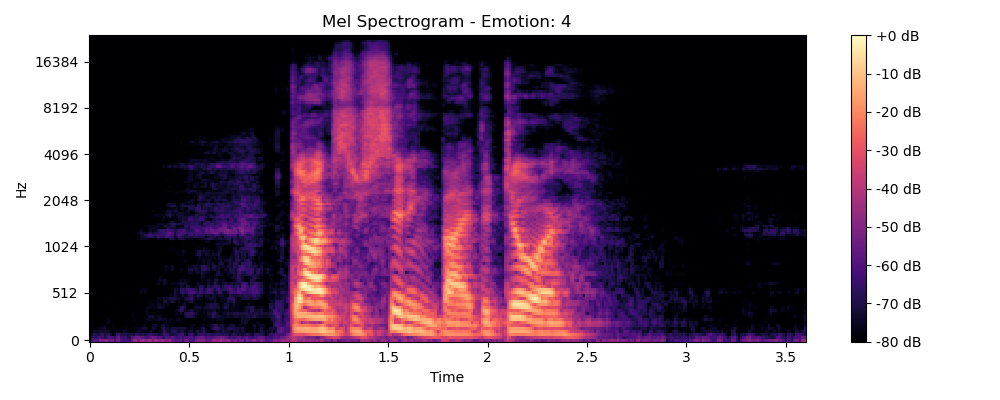 Mel Spectrogram - Emotion: 4
Hz
16384
8192
4096
2048
1024
512
0
0
0.5
1
1.5
2
2.5
3
3.5
Time
+0 dB
-10 dB
-20 dB
-30 dB
-40 dB
-50 dB
-60 dB
-70 dB
-80 dB